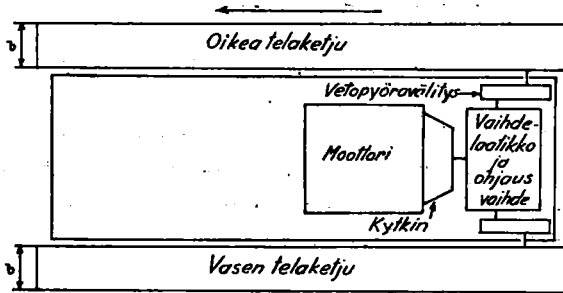 b
Oikea telaketju
Vetopyörävälitys
Moottori
Vaihde-
laatikko
ja
ohjaus
vaihde
Kytkin
b
Vasen telaketju